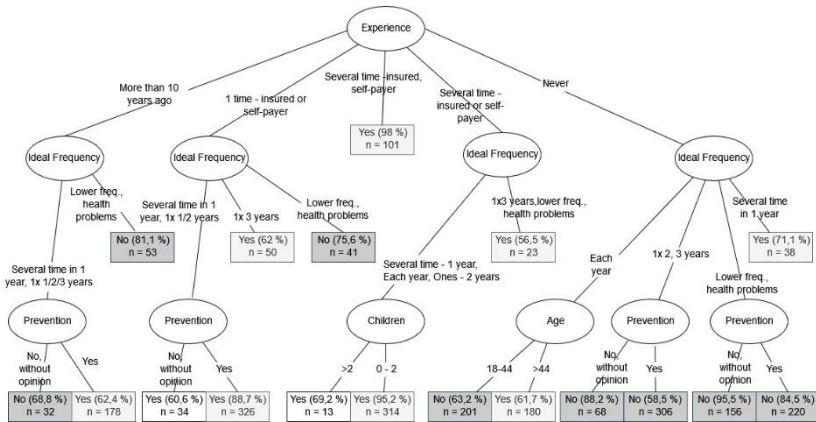 Experience
More than 10
years ago
1 time - insured or
self-payer
Several time -insured,
self-payer
Several time -
insured or self-
payer
Never
Yes (98 %)
n = 101
Ideal Frequency
Ideal Frequency
Ideal Frequency
Ideal Frequency
Lower freq.,
health
problems
No (81,1 %)
n = 53
Several time in 1
year, 1x 1/2/3 years
Several time in 1
year, 1x 1/2 years
1x 3 years
Yes (62 %)
n = 50
Lower freq.,
health problems
No (75,6 %)
n = 41
Several time - 1 year,
Each year, Ones - 2 years
1x3 years,lower freq.,
health problems
Yes (56,5 %)
n = 23
Each
year
1x 2, 3 years
Lower freq.,
health problems
Several time
in 1.year
Yes (71,1 %)
n = 38
Prevention
Prevention
Children
Age
Prevention
Prevention
No,
without
opinion
Yes
No,
without
opinion
Yes
>2
0 - 2
18-44
>44
No,
without
opinion
Yes
No,
without
opinion
Yes
No (68,8 %)
n = 32
Yes (62,4 %)
n = 178
Yes (60,6 %)
n = 34
Yes (88,7 %)
n = 326
Yes (69,2 %)
n = 13
Yes (95,2 %)
n = 314
No (63,2 %)
n = 201
Yes (61,7 %)
n = 180
No (88,2 %)
n = 68
No (58,5 %)
n = 306
No (95,5 %)
n = 156
No (84,5 %)
n = 220